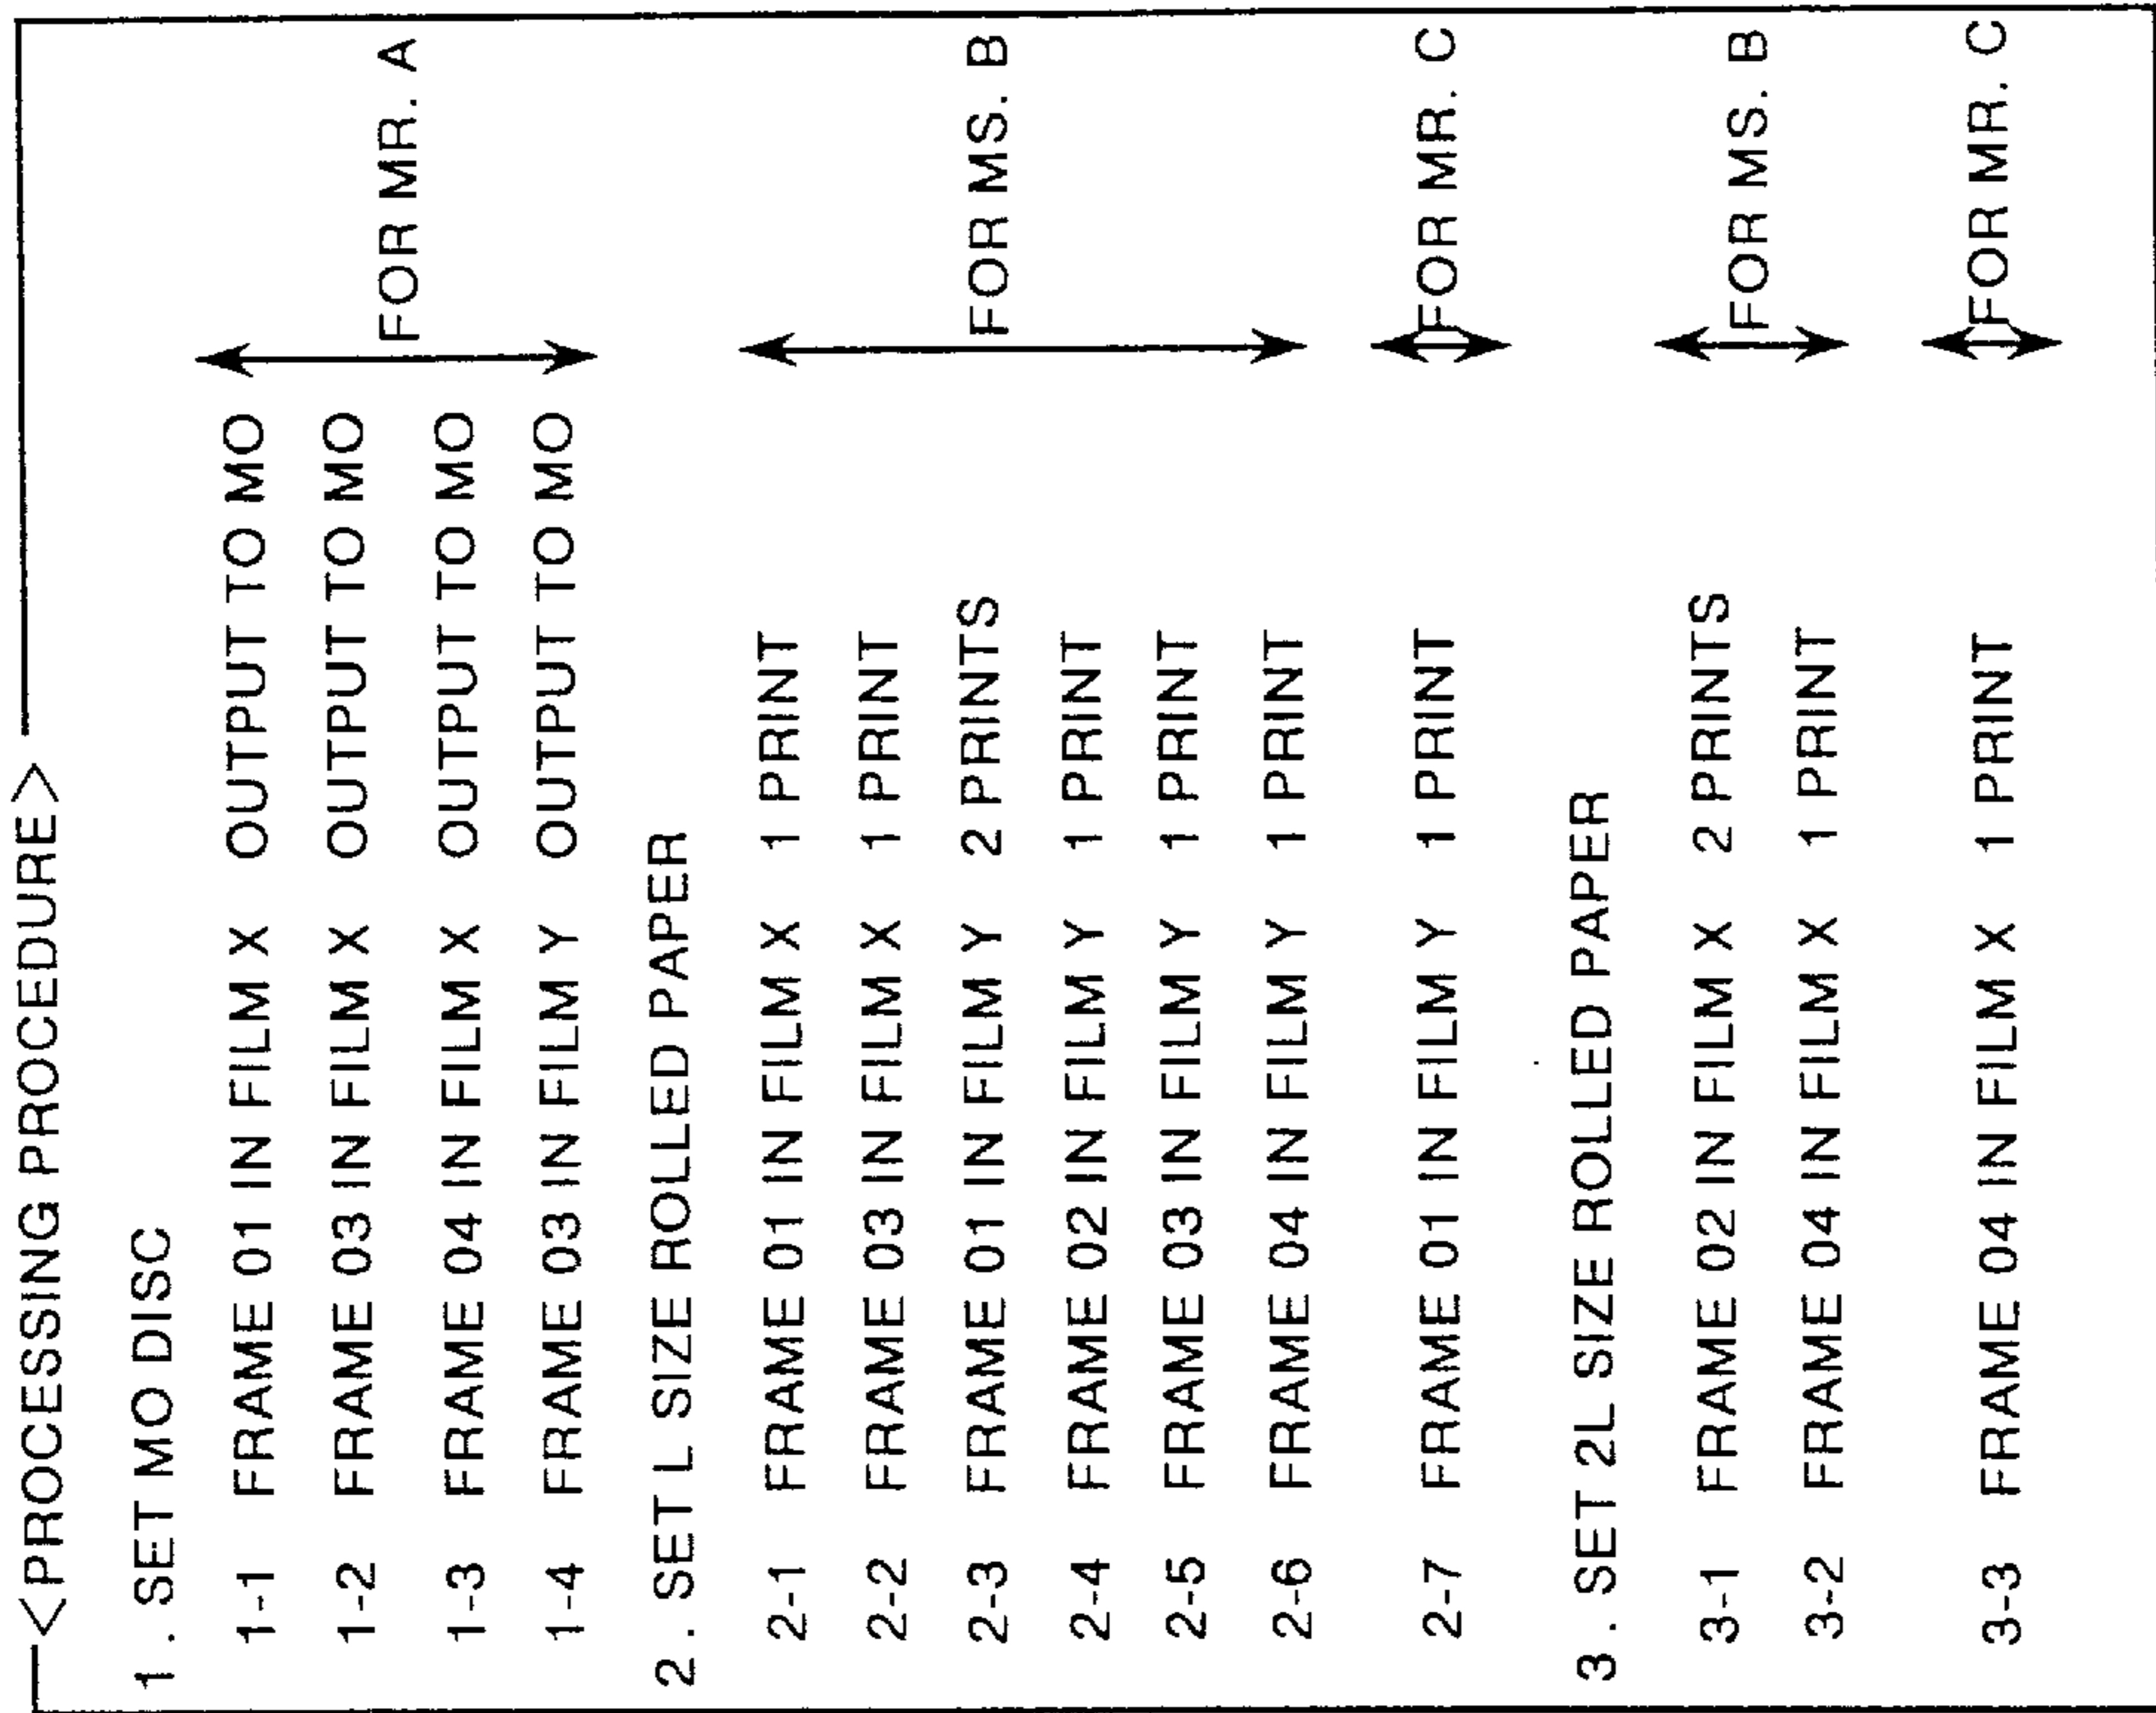 <PROCESSING PROCEDURE>
1. SET MO DISC
1-1 FRAME 01 IN FILM X OUTPUT TO MO
1-2 FRAME 03 IN FILM X OUTPUT TO MO
1-3 FRAME 04 IN FILM X OUTPUT TO MO
1-4 FRAME 03 IN FILM Y OUTPUT TO MO
FOR MR. A
2. SET L SIZE ROLLED PAPER
2-1 FRAME 01 IN FILM X 1 PRINT
2-2 FRAME 03 IN FILM X 1 PRINT
2-3 FRAME 01 IN FILM Y 2 PRINTS
2-4 FRAME 02 IN FILM Y 1 PRINT
2-5 FRAME 03 IN FILM Y 1 PRINT
2-6 FRAME 04 IN FILM Y 1 PRINT
FOR MS. B
2-7 FRAME 01 IN FILM Y 1 PRINT
FOR MR. C
3. SET 2L SIZE ROLLED PAPER
3-1 FRAME 02 IN FILM X 2 PRINTS
3-2 FRAME 04 IN FILM X 1 PRINT
FOR MS. B
3-3 FRAME 04 IN FILM X 1 PRINT
FOR MR. C